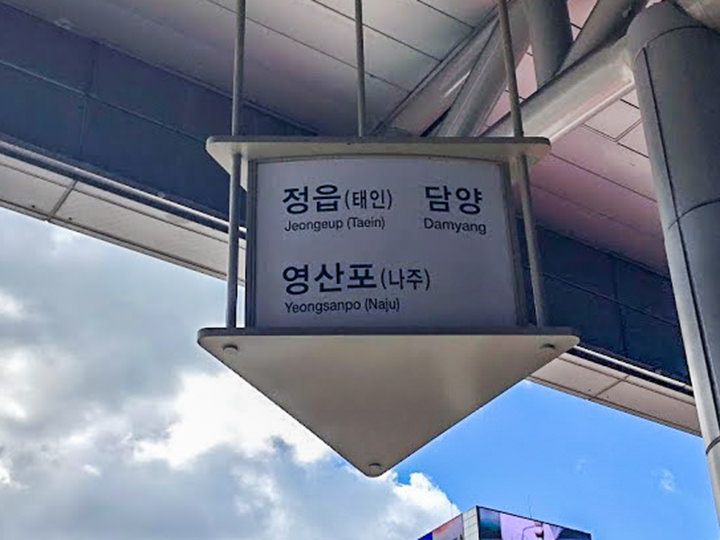 정읍(태인) 담양
Jeongeup (Taein) Damyang
영산포(나주)
Yeongsanpo (Naju)